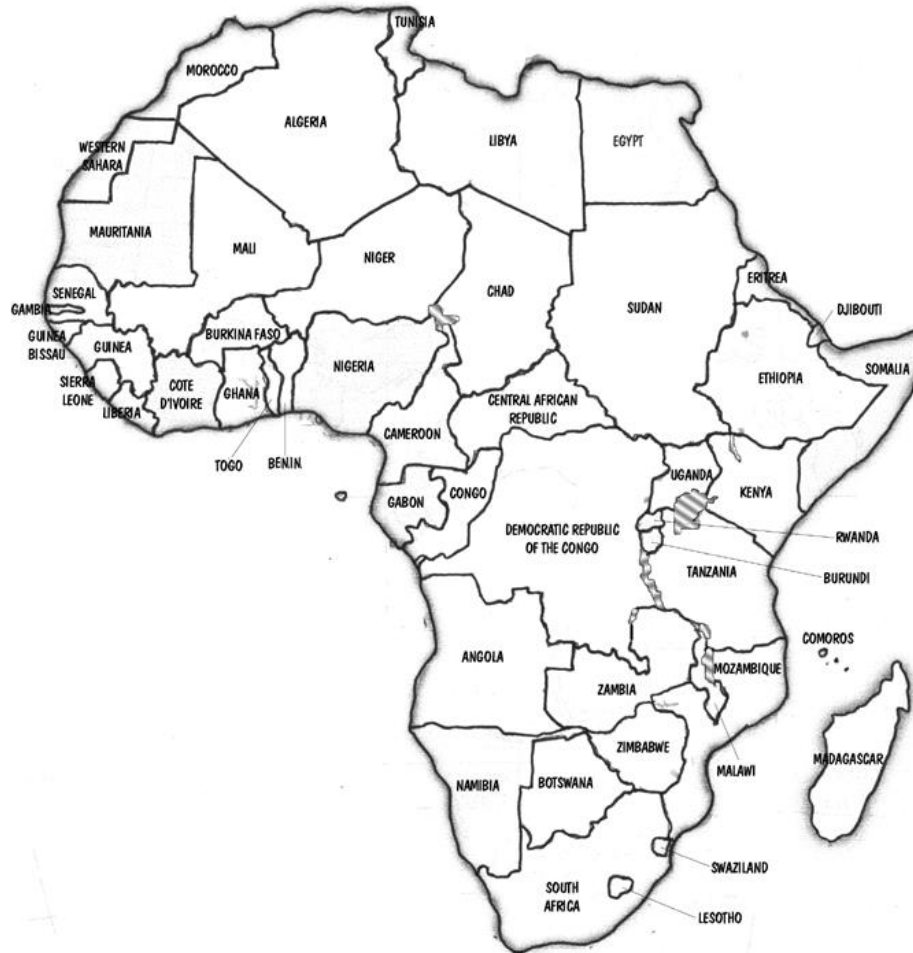 TUNISIA
MOROCCO
ALGERIA
LIBYA
EGYPT
WESTERN
SAHARA
MAURITANIA
MALI
NIGER
CHAD
SUDAN
ERITREA
DJIBOUTI
SENEGAL
GAMBIA
GUINEA
BISSAU
GUINEA
BURKINA FASO
NIGERIA
ETHIOPIA
SOMALIA
SIERRA
LEONE
LIBERIA
COTE
D'IVOIRE
GHANA
TOGO
BENIN
CAMEROON
CENTRAL AFRICAN
REPUBLIC
GABON
CONGO
UGANDA
KENYA
DEMOCRATIC REPUBLIC
OF THE CONGO
RWANDA
BURUNDI
TANZANIA
COMOROS
ANGOLA
ZAMBIA
MOZAMBIQUE
MALAWI
ZIMBABWE
NAMIBIA
BOTSWANA
MADAGASCAR
SWAZILAND
SOUTH
AFRICA
LESOTHO